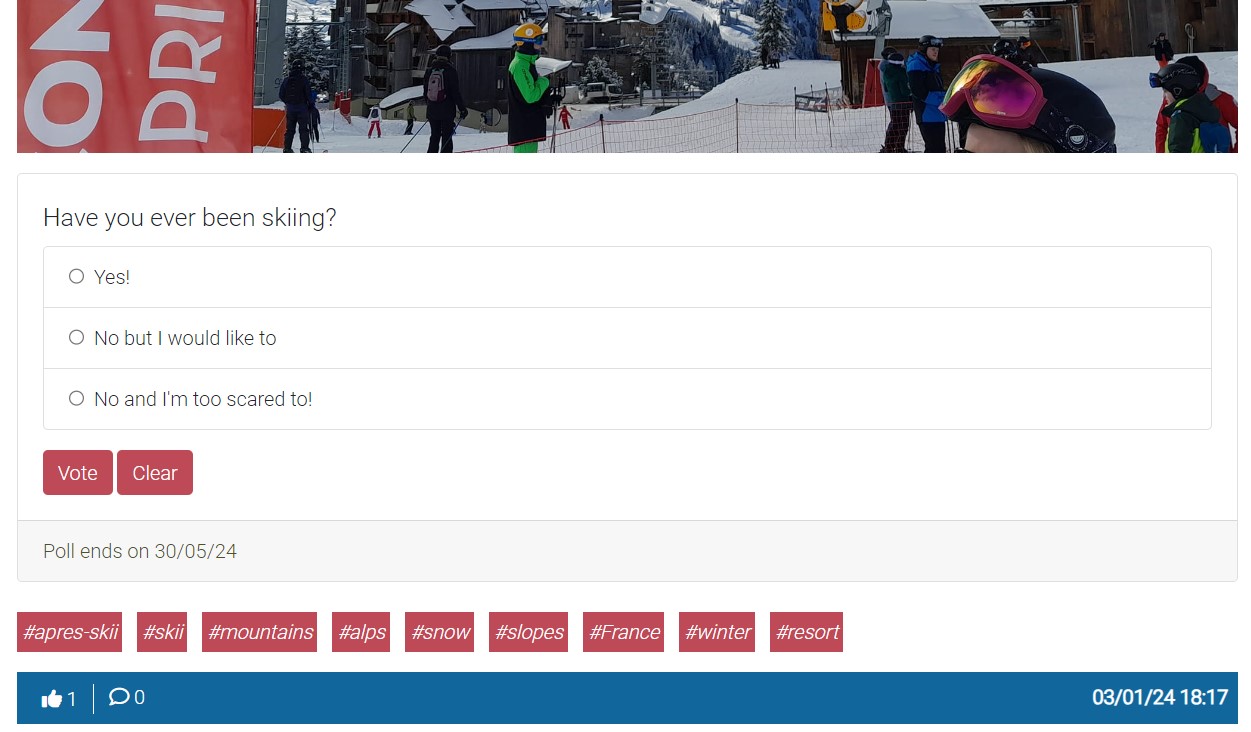 ON
PRI
Have you ever been skiing?
Yes!
No but I would like to
No and I'm too scared to!
Vote Clear
Poll ends on 30/05/24
#apres-skii #skii #mountains #alps #snow #slopes #France #winter #resort
1 0 03/01/24 18:17